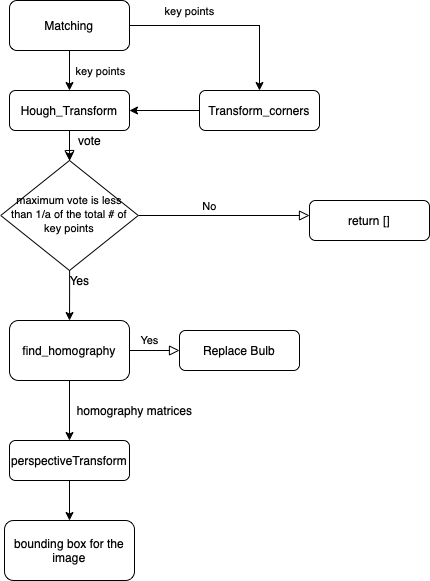 Matching
key points
key points
Hough_Transform
Transform_corners
vote
maximum vote is less
than 1/a of the total # of
key points
No
return []
Yes
find_homography
Yes
Replace Bulb
homography matrices
perspectiveTransform
bounding box for the
image